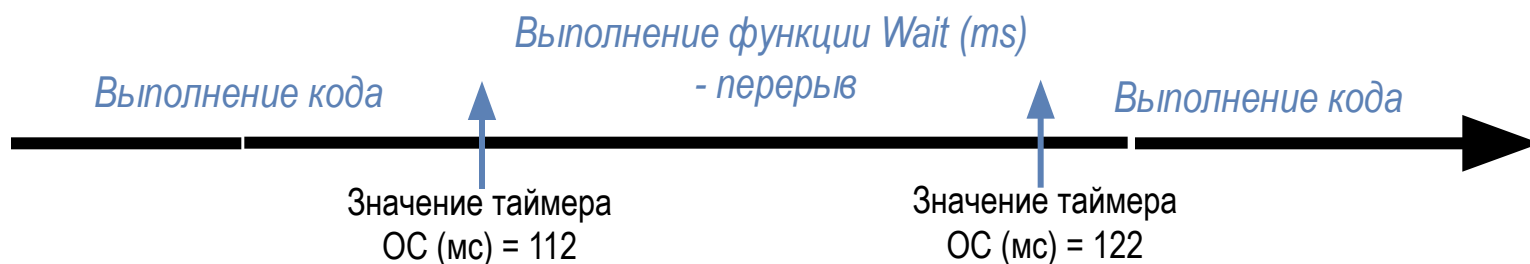 Выполнение функции Wait (ms)
- перерыв
Выполнение кода
Выполнение кода
Значение таймера
ОС (мс) = 112
Значение таймера
ОС (мс) = 122